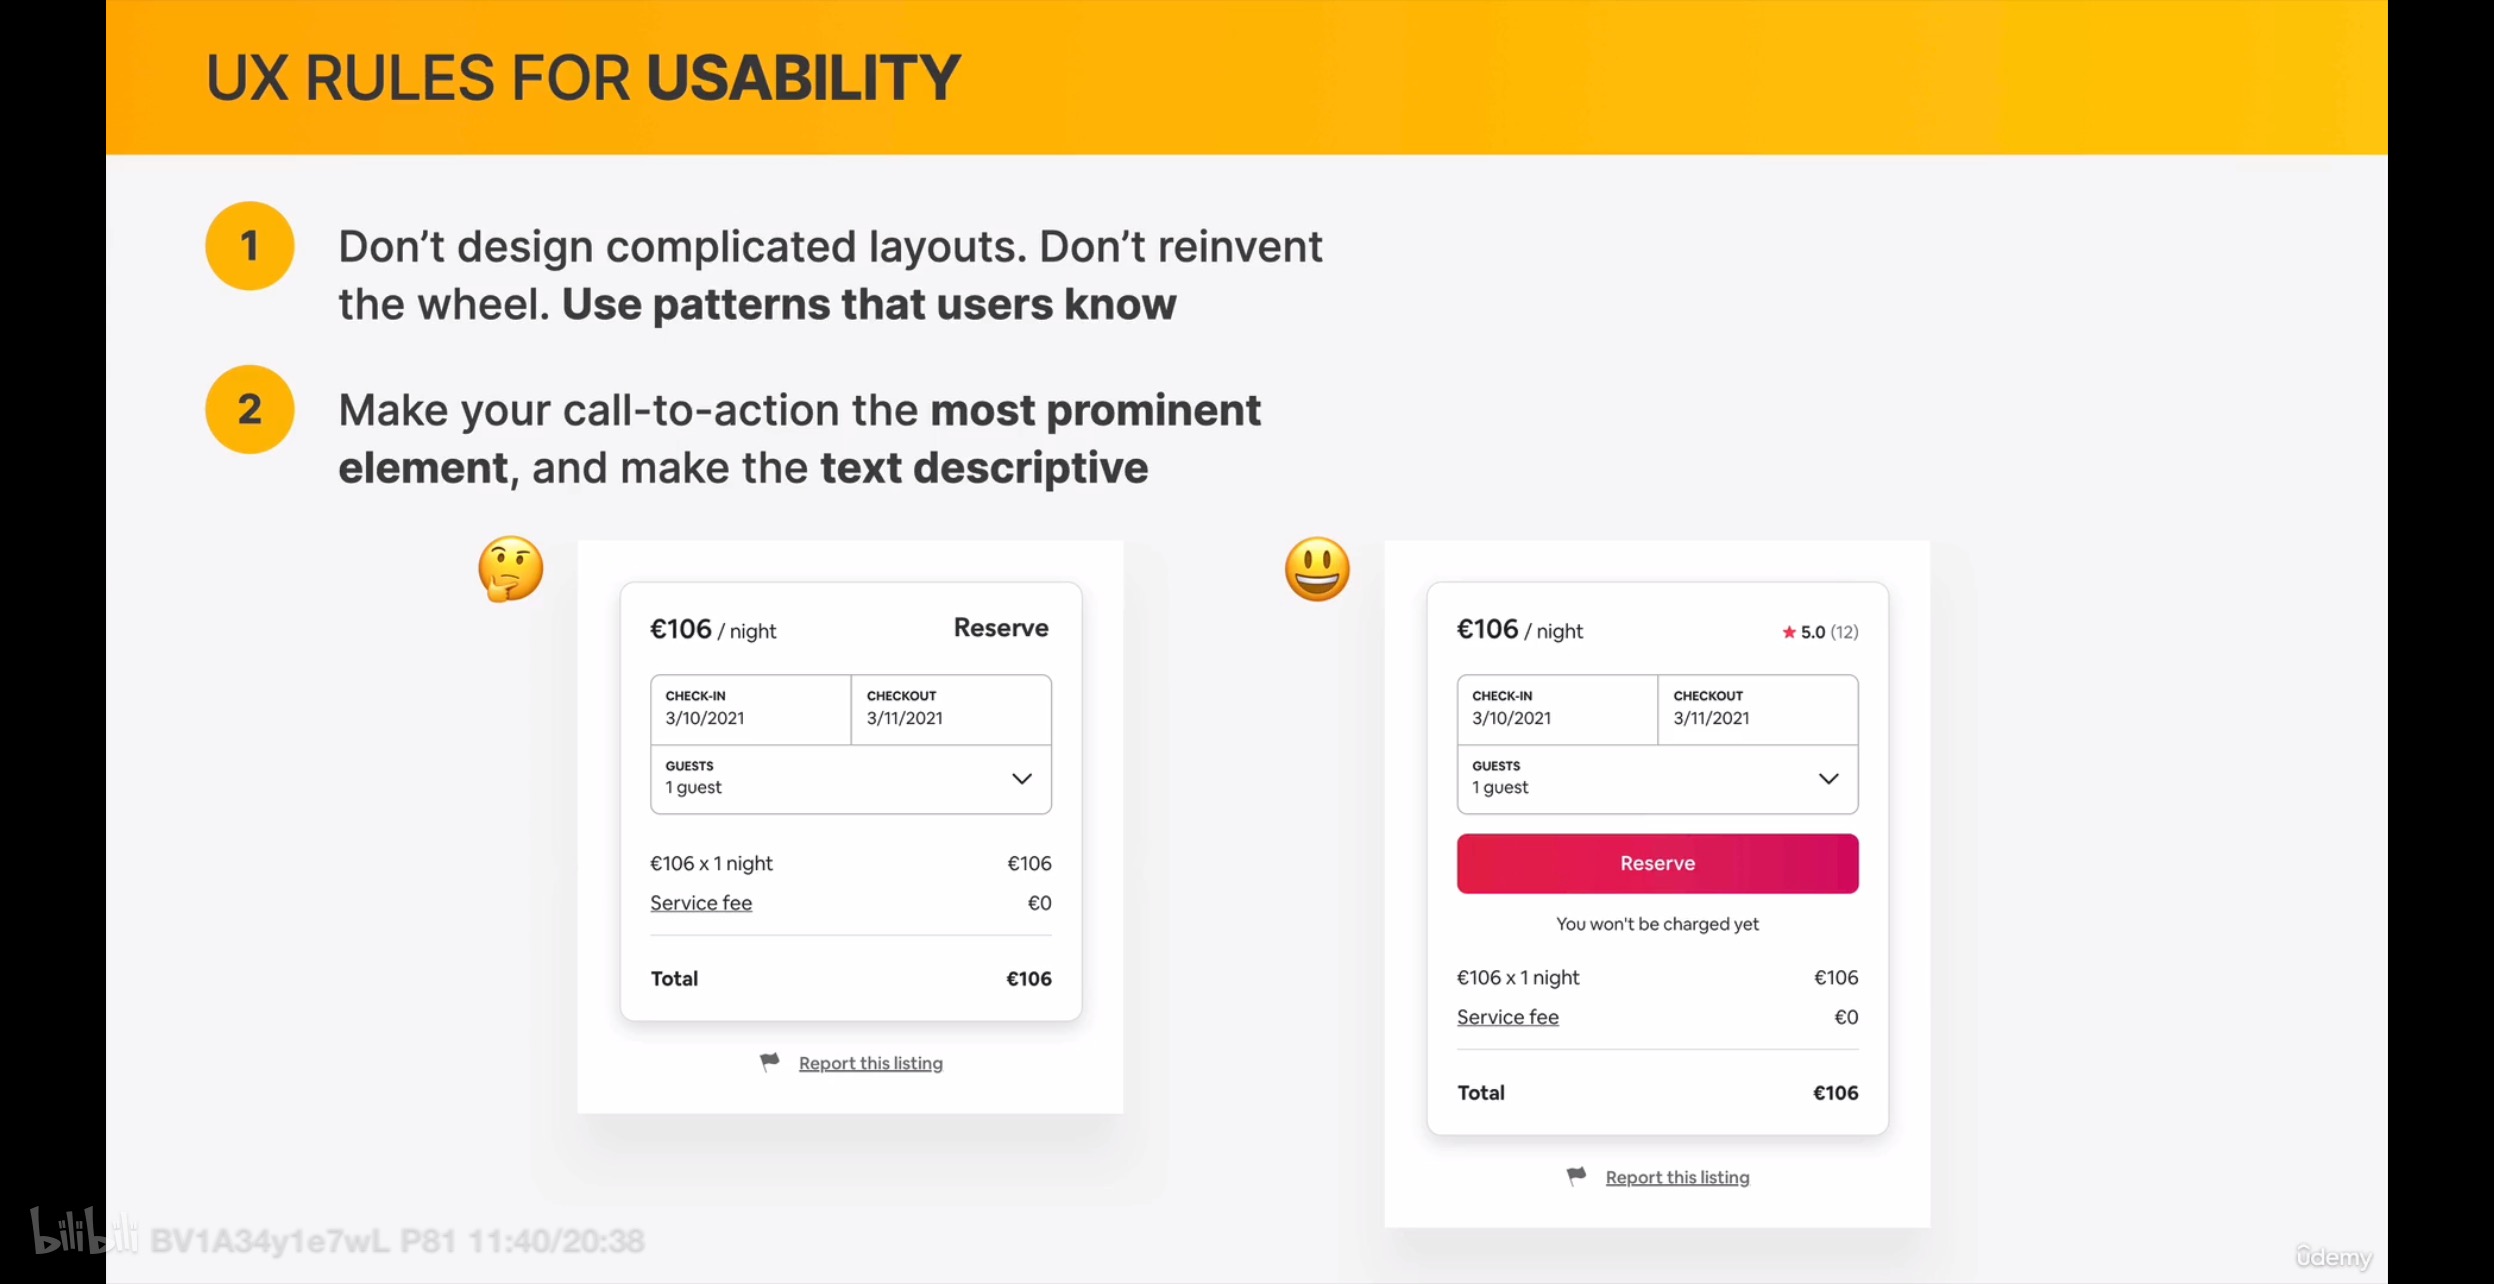 UX RULES FOR USABILITY
1
Don’t design complicated layouts. Don’t reinvent
the wheel. Use patterns that users know
2
Make your call-to-action the most prominent
element, and make the text descriptive
€106 / night
Reserve
CHECK-IN
3/10/2021
CHECKOUT
3/11/2021
GUESTS
1 guest
€106 x 1 night
€106
Service fee
€0
Total
€106
Report this listing
€106 / night
★ 5.0 (12)
CHECK-IN
3/10/2021
CHECKOUT
3/11/2021
GUESTS
1 guest
Reserve
You won't be charged yet
€106 x 1 night
€106
Service fee
€0
Total
€106
Report this listing
bilibili BV1A34y1e7wL P81 11:40/20:38
ûdemy